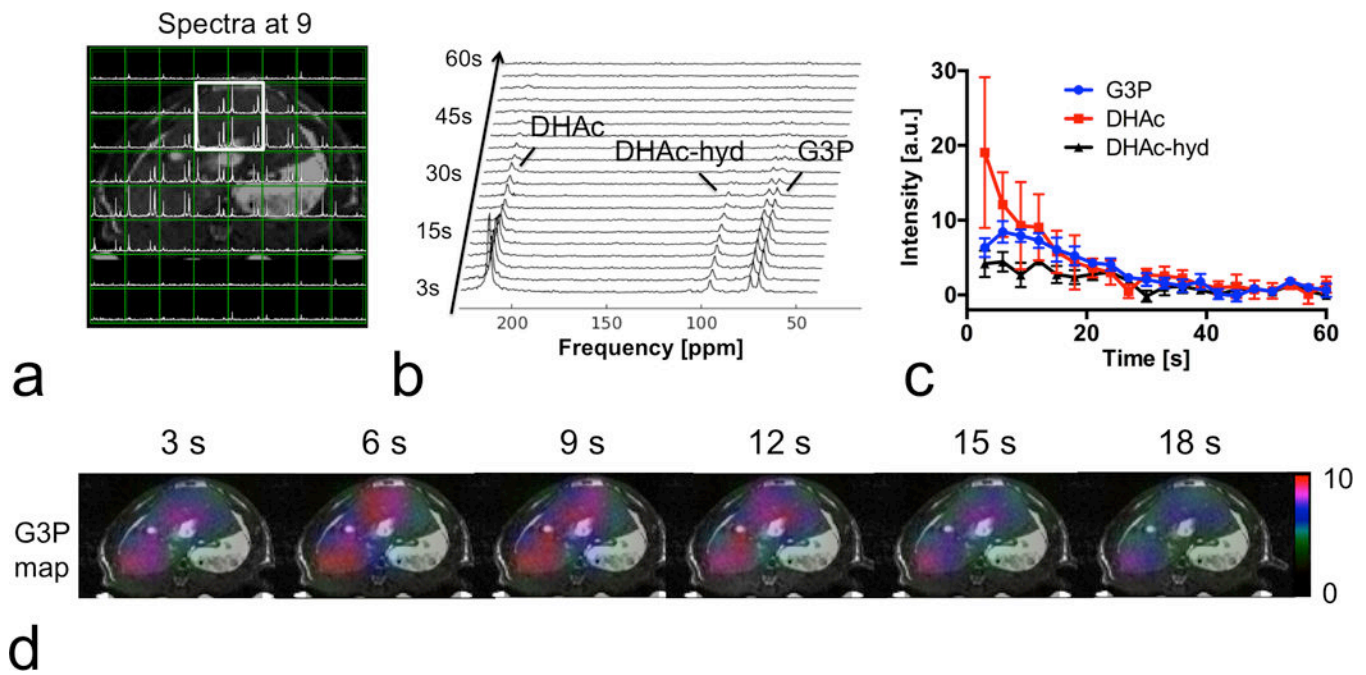 Spectra at 9
60s
45s
30s
15s
3s
DHAc
DHAc-hyd
G3P
200
150
100
50
Frequency [ppm]
Intensity [a.u.]
30
20
10
0
G3P
DHAc
DHAc-hyd
0
20
40
60
Time [s]
a
b
c
3 s
6 s
9 s
12 s
15 s
18 s
G3P
map
10
0
d